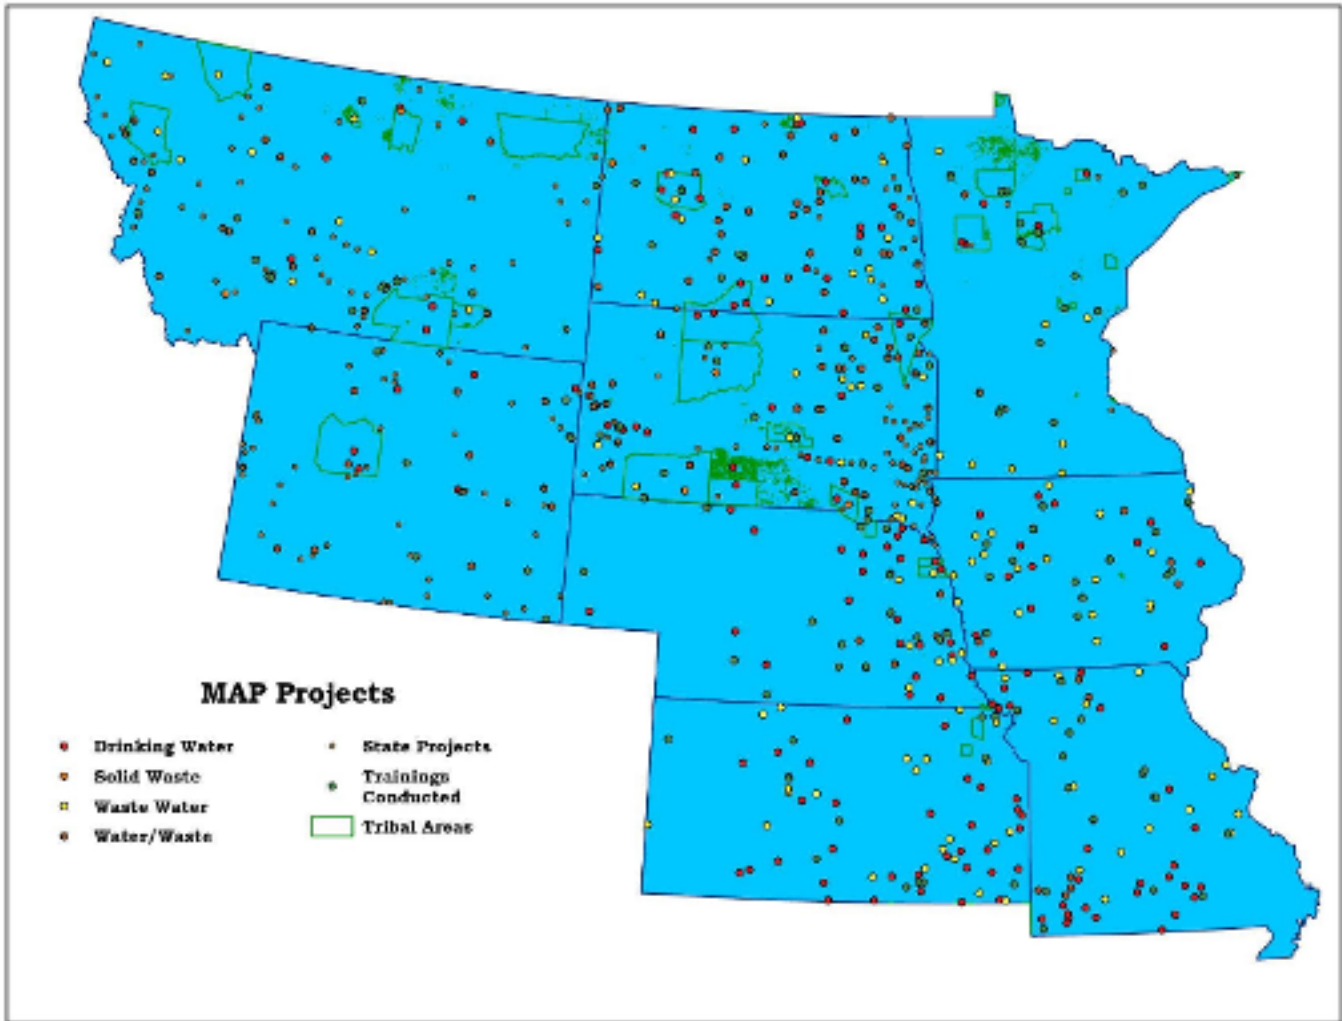 MAP Projects
Drinking Water
Solid Waste
Waste Water
Water/Waste
State Projects
Trainings
Conducted
Tribal Areas